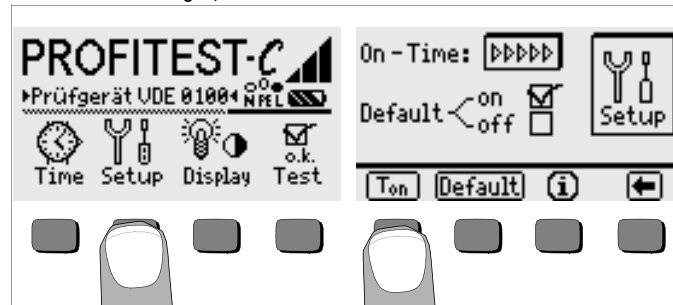 PROFITEST-C
▸Prüfgerät VDE 0100◂ N PE L
o.k.
Time Setup Display Test
On-Time: ▷▷▷▷▷
Default on
off
Setup
Ton Default i